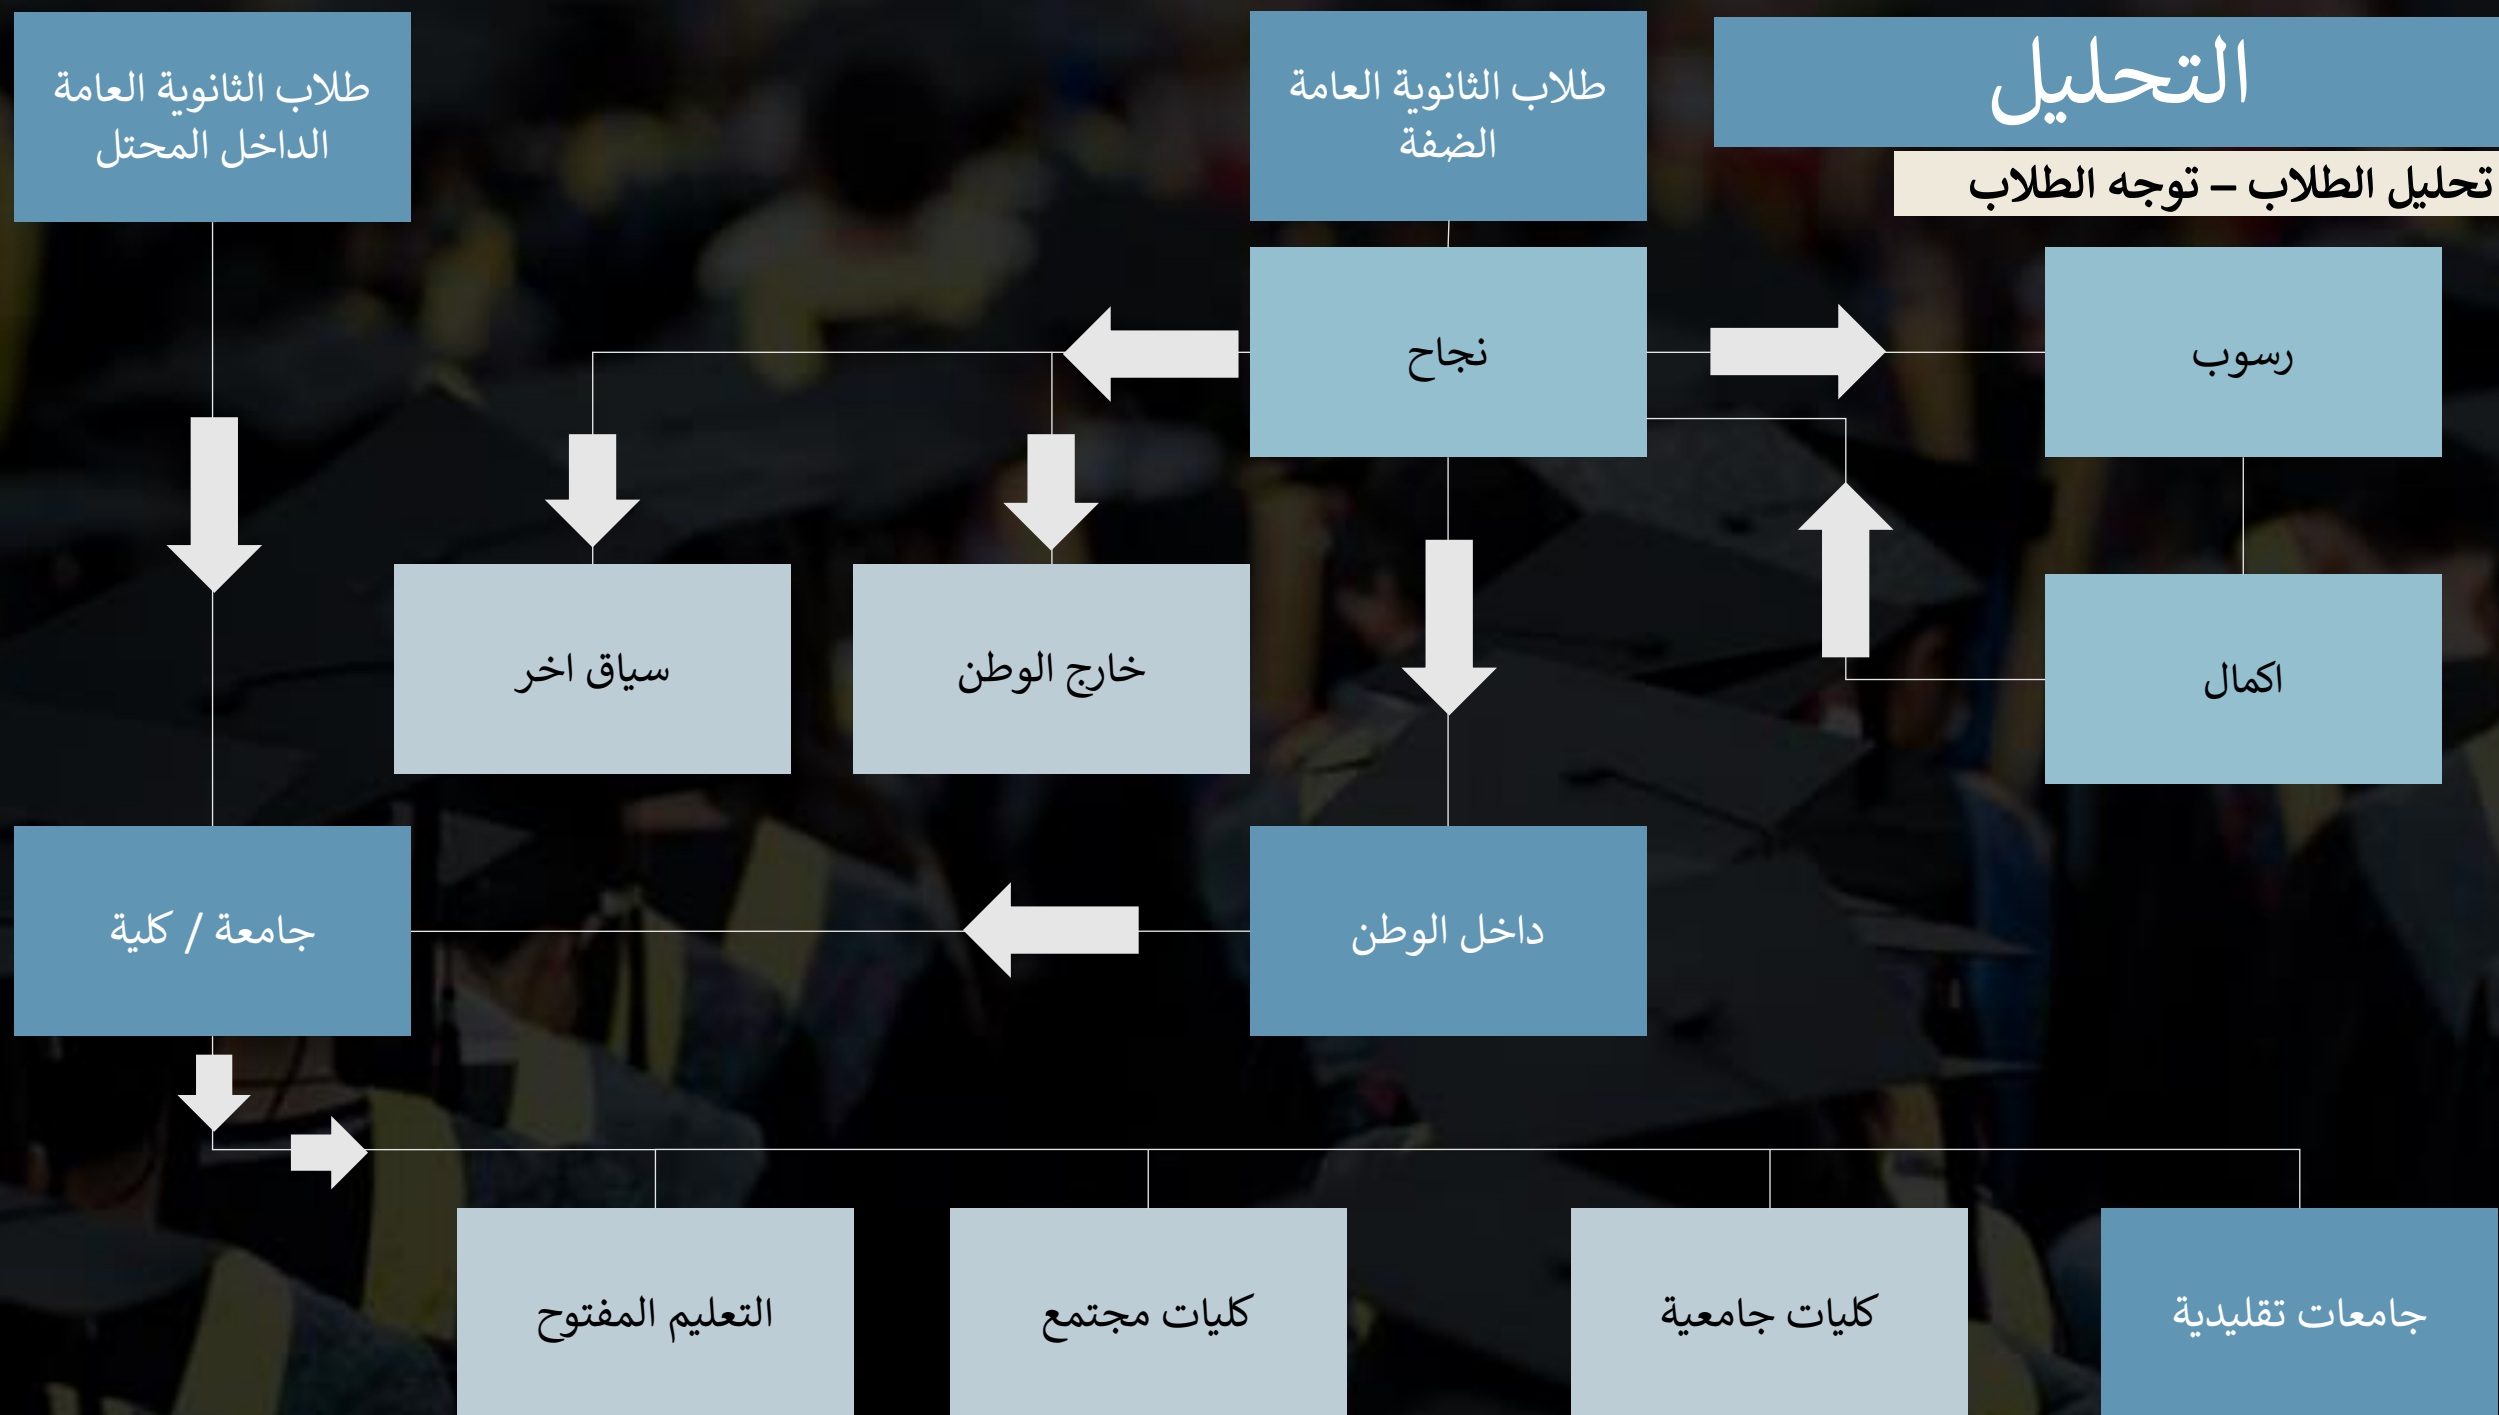 التحليل
تحليل الطلاب – توجه الطلاب
طلاب الثانوية العامة
الضفة
طلاب الثانوية العامة
الداخل المحتل
رسوب
نجاح
اكمال
خارج الوطن
سياق اخر
داخل الوطن
جامعة / كلية
جامعات تقليدية
كليات جامعية
كليات مجتمع
التعليم المفتوح